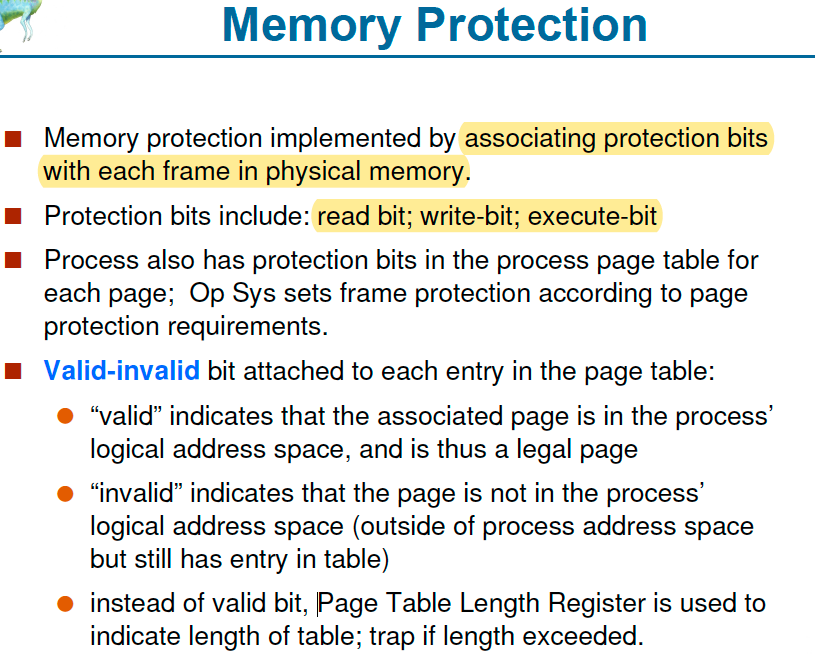 Memory Protection
■ Memory protection implemented by associating protection bits
with each frame in physical memory.
■ Protection bits include: read bit; write-bit; execute-bit
■ Process also has protection bits in the process page table for
each page;  Op Sys sets frame protection according to page
protection requirements.
■ Valid-invalid bit attached to each entry in the page table:
● “valid” indicates that the associated page is in the process’
logical address space, and is thus a legal page
● “invalid” indicates that the page is not in the process’
logical address space (outside of process address space
but still has entry in table)
● instead of valid bit, Page Table Length Register is used to
indicate length of table; trap if length exceeded.